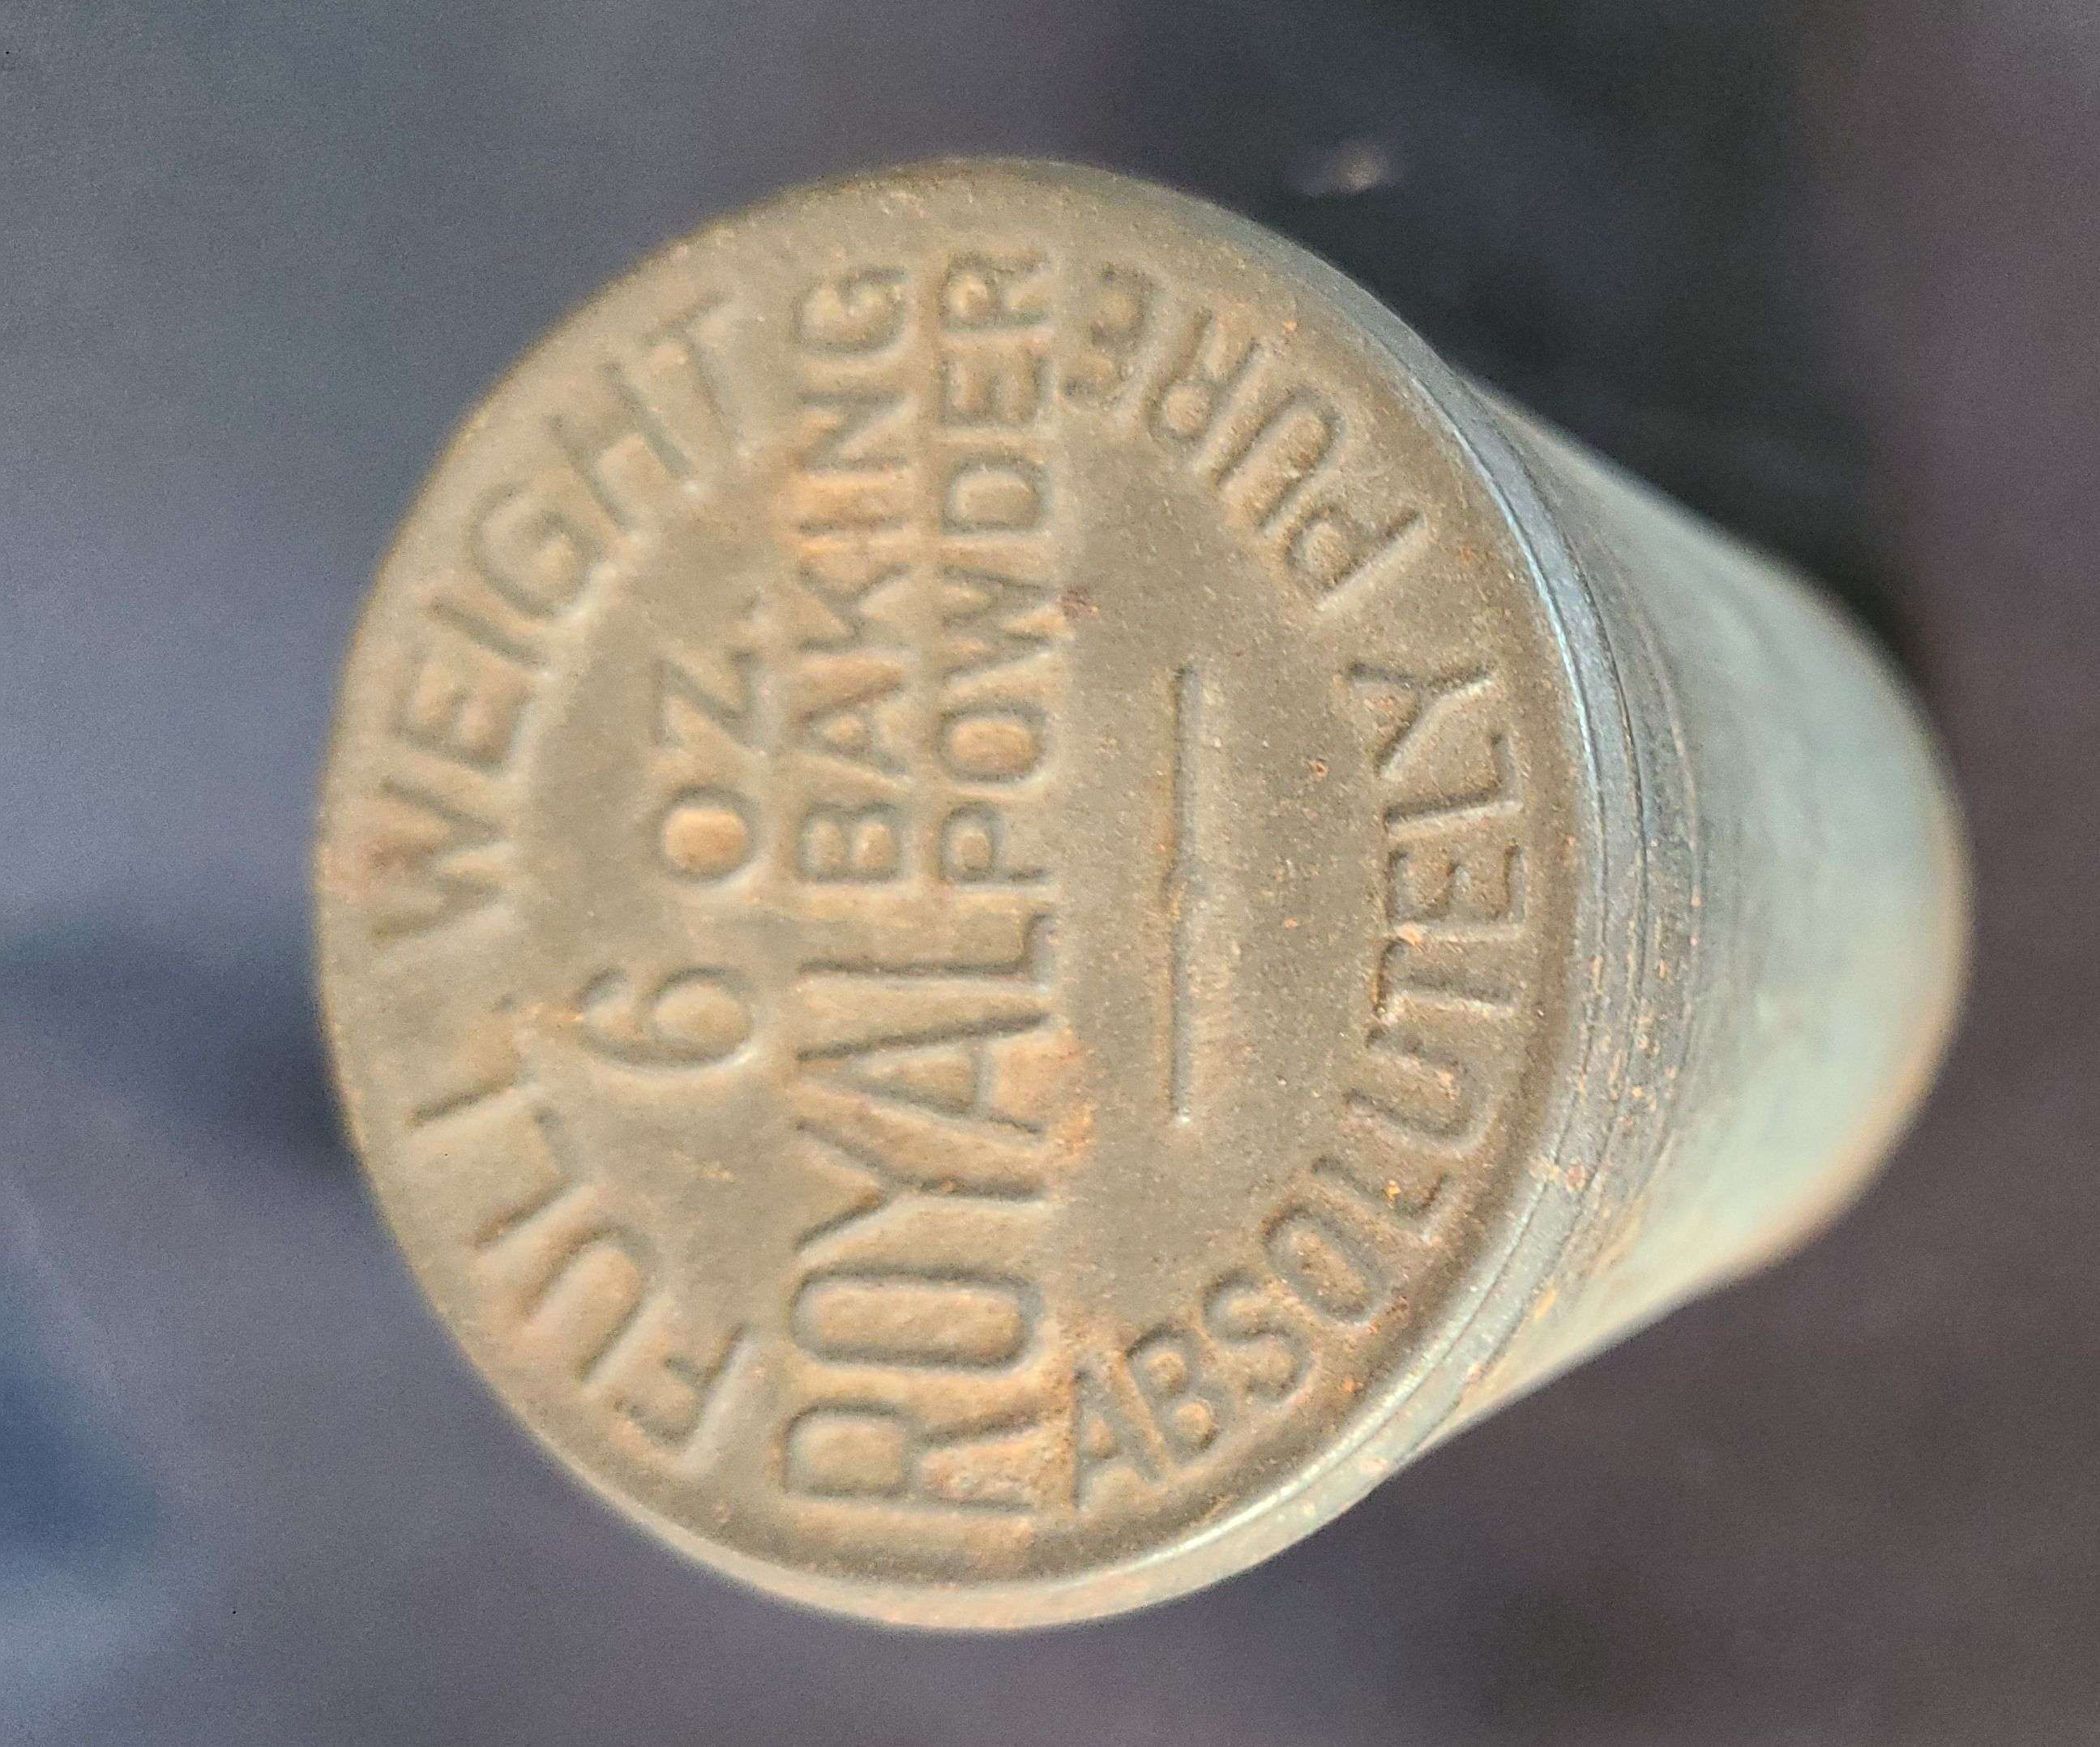 FULL WEIGHT
6 OZ.
ROYAL BAKING
POWDER
ABSOLUTELY PURE